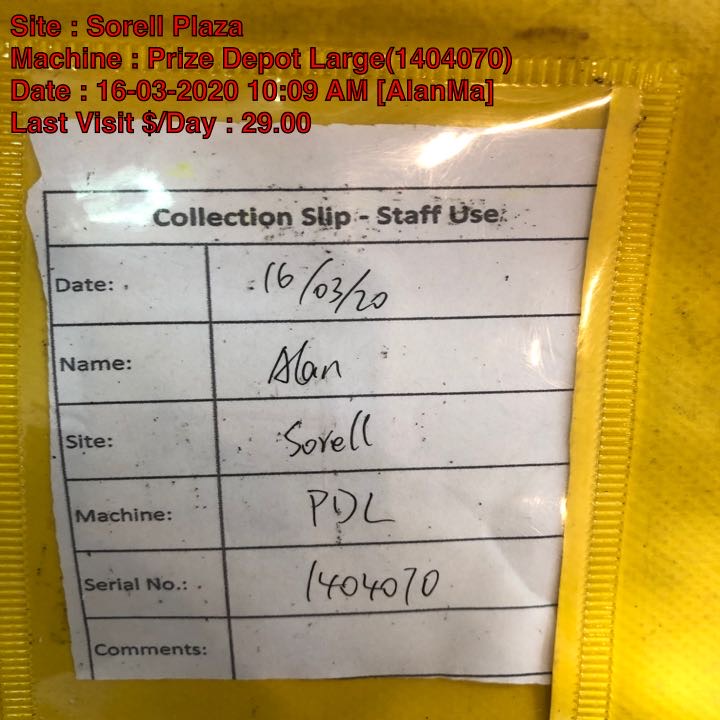 Site : Sorell Plaza
Machine : Prize Depot Large(1404070)
Date : 16-03-2020 10:09 AM [AlanMa]
Last Visit $/Day : 29.00
Collection Slip - Staff Use
Date: 16/03/20
Name: Alan
Site: Sorell
Machine: PDL
Serial No.: 1404070
Comments: